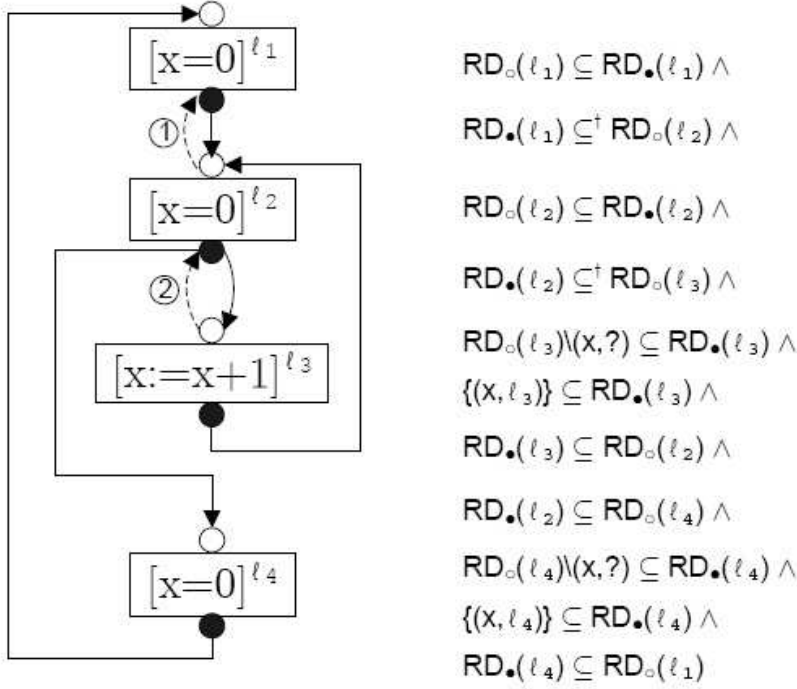 [x=0]ℓ₁
RD○(ℓ₁) ⊆ RD●(ℓ₁) ∧
①
RD●(ℓ₁) ⊆† RD○(ℓ₂) ∧
[x=0]ℓ₂
RD○(ℓ₂) ⊆ RD●(ℓ₂) ∧
②
RD●(ℓ₂) ⊆† RD○(ℓ₃) ∧
RD○(ℓ₃)\(x,?) ⊆ RD●(ℓ₃) ∧
[x:=x+1]ℓ₃
{(x,ℓ₃)} ⊆ RD●(ℓ₃) ∧
RD●(ℓ₃) ⊆ RD○(ℓ₂) ∧
RD●(ℓ₂) ⊆ RD○(ℓ₄) ∧
[x=0]ℓ₄
RD○(ℓ₄)\(x,?) ⊆ RD●(ℓ₄) ∧
{(x,ℓ₄)} ⊆ RD●(ℓ₄) ∧
RD●(ℓ₄) ⊆ RD○(ℓ₁)